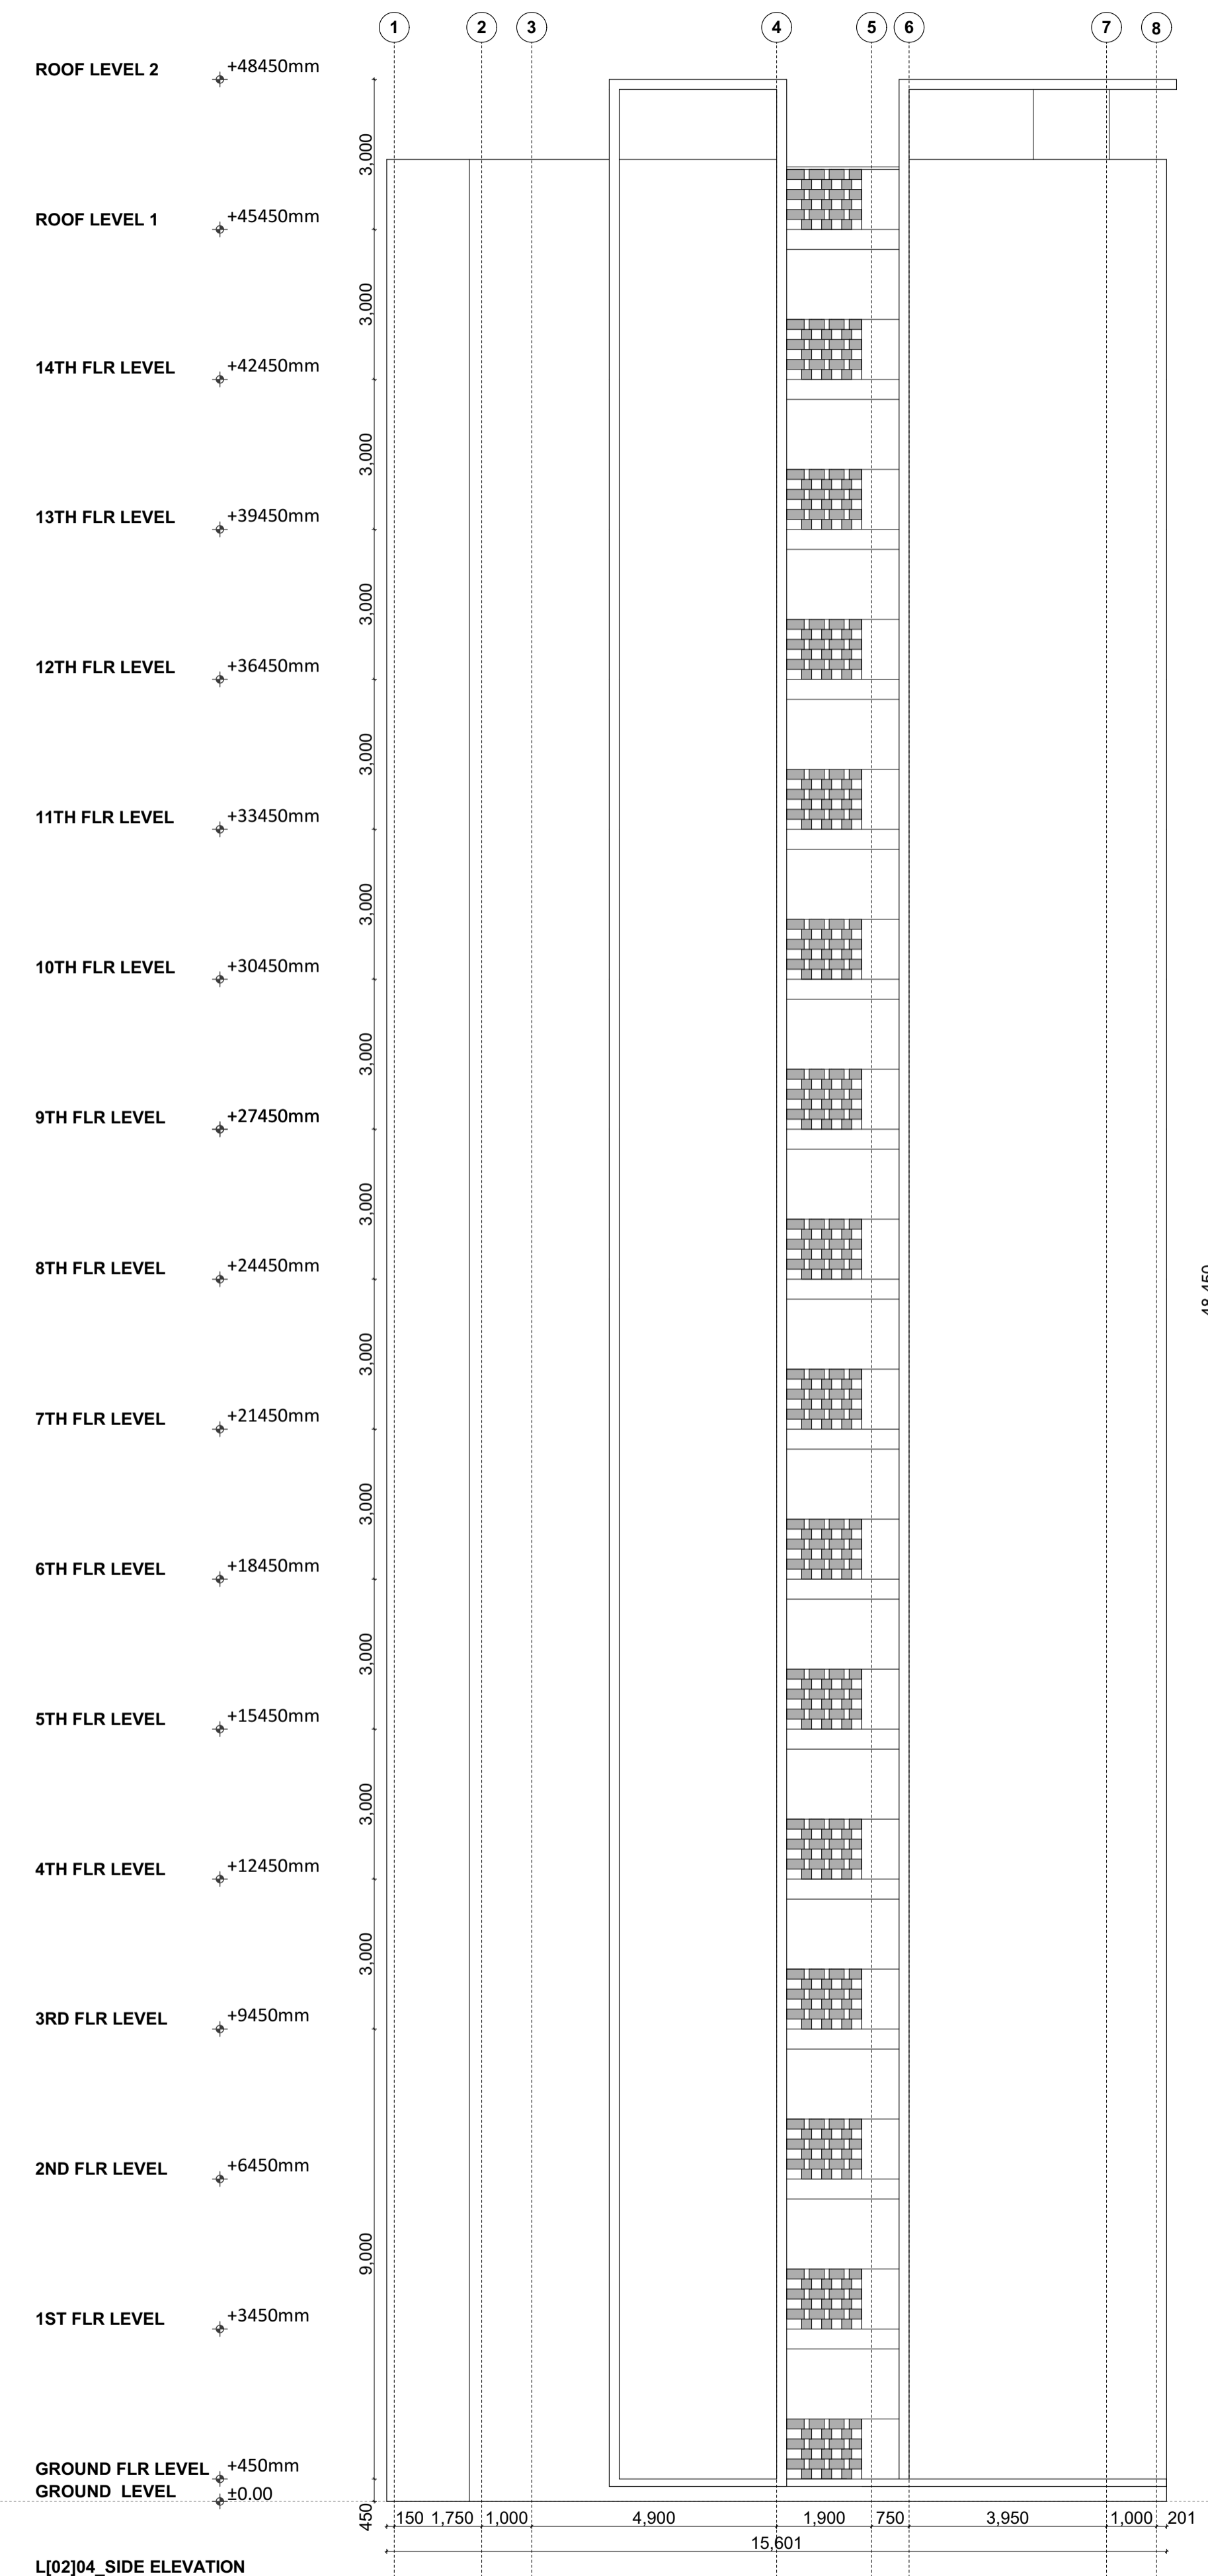 1 2 3 4 5 6 7 8
ROOF LEVEL 2 +48450mm
3,000
ROOF LEVEL 1 +45450mm
3,000
14TH FLR LEVEL +42450mm
3,000
13TH FLR LEVEL +39450mm
3,000
12TH FLR LEVEL +36450mm
3,000
11TH FLR LEVEL +33450mm
3,000
10TH FLR LEVEL +30450mm
3,000
9TH FLR LEVEL +27450mm
3,000
8TH FLR LEVEL +24450mm
48,450
3,000
7TH FLR LEVEL +21450mm
3,000
6TH FLR LEVEL +18450mm
3,000
5TH FLR LEVEL +15450mm
3,000
4TH FLR LEVEL +12450mm
3,000
3RD FLR LEVEL +9450mm
2ND FLR LEVEL +6450mm
9,000
1ST FLR LEVEL +3450mm
GROUND FLR LEVEL +450mm
GROUND LEVEL ±0.00
450 150 1,750 1,000 4,900 1,900 750 3,950 1,000 201
15,601
L[02]04_SIDE ELEVATION